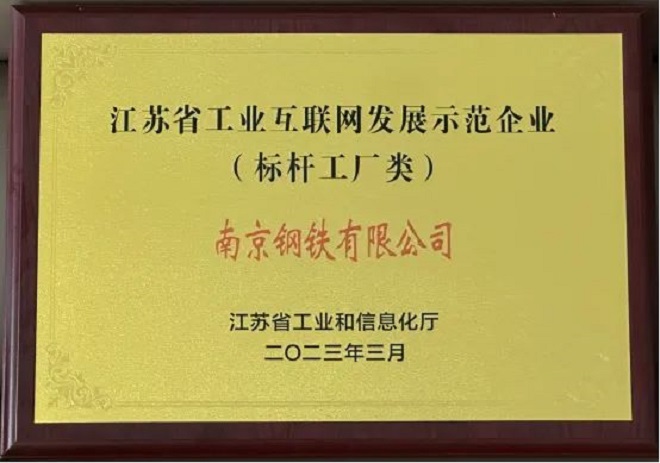 江苏省工业互联网发展示范企业
（标杆工厂类）
南京钢铁有限公司
江苏省工业和信息化厅
二〇二三年三月